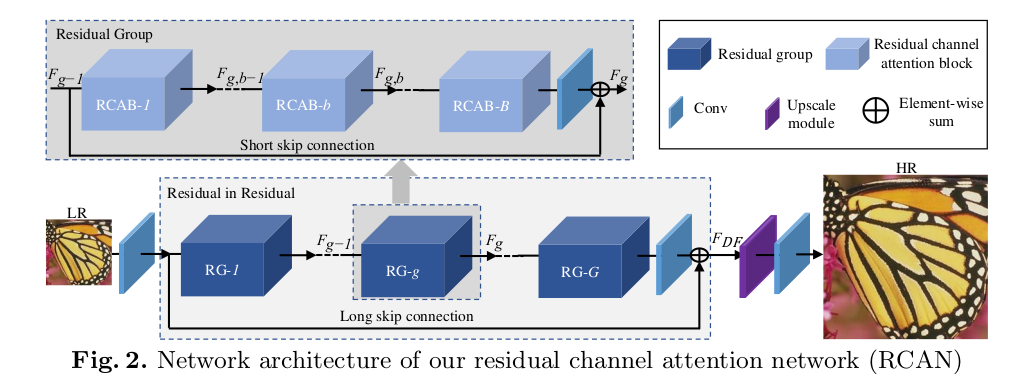 Residual Group
F_{g-1}
RCAB-1
F_{g,b-1}
RCAB-b
F_{g,b}
RCAB-B
F_g
Short skip connection
Residual group
Residual channel
attention block
Conv
Upscale
module
Element-wise
sum
Residual in Residual
LR
RG-1
F_{g-1}
RG-g
F_g
RG-G
F_{DF}
HR
Long skip connection
Fig. 2. Network architecture of our residual channel attention network (RCAN)